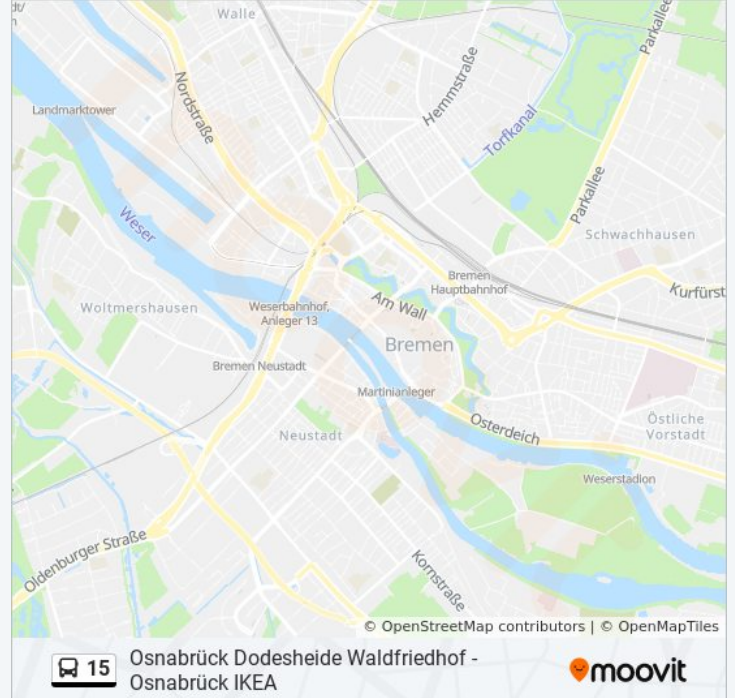 Walle
dt/
Parkallee
Hemmstraße
Nordstraße
Landmarktower
Torfkanal
Parkallee
Weser
Schwachhausen
Bremen
Hauptbahnhof
Kurfürst
Woltmershausen
Weserbahnhof,
Anleger 13
Am Wall
Bremen
Bremen Neustadt
Martinianleger
Osterdeich
Östliche
Vorstadt
Neustadt
Weserstadion
Oldenburger Straße
Kornstraße
© OpenStreetMap contributors | © OpenMapTiles
15
Osnabrück Dodesheide Waldfriedhof -
Osnabrück IKEA
moovit